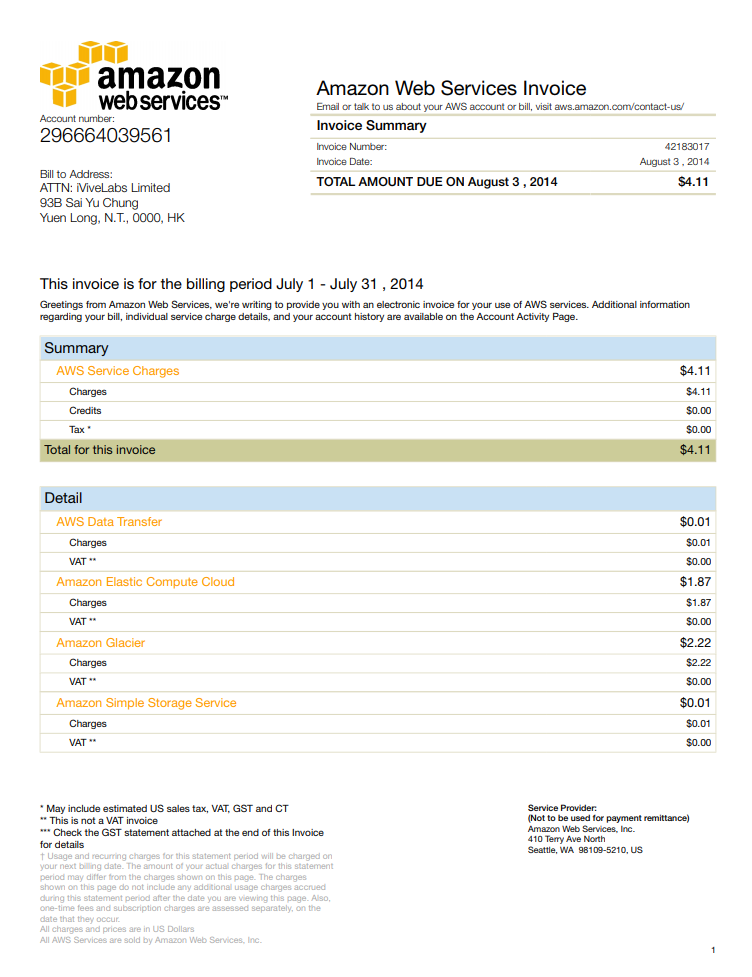 amazon
web services™
Account number:
296664039561
Bill to Address:
ATTN: iViveLabs Limited
93B Sai Yu Chung
Yuen Long, N.T., 0000, HK
Amazon Web Services Invoice
Email or talk to us about your AWS account or bill, visit aws.amazon.com/contact-us/
Invoice Summary
Invoice Number: 42183017
Invoice Date: August 3 , 2014
TOTAL AMOUNT DUE ON August 3 , 2014 $4.11
This invoice is for the billing period July 1 - July 31 , 2014
Greetings from Amazon Web Services, we're writing to provide you with an electronic invoice for your use of AWS services. Additional information
regarding your bill, individual service charge details, and your account history are available on the Account Activity Page.
Summary
AWS Service Charges $4.11
Charges $4.11
Credits $0.00
Tax * $0.00
Total for this invoice $4.11
Detail
AWS Data Transfer $0.01
Charges $0.01
VAT ** $0.00
Amazon Elastic Compute Cloud $1.87
Charges $1.87
VAT ** $0.00
Amazon Glacier $2.22
Charges $2.22
VAT ** $0.00
Amazon Simple Storage Service $0.01
Charges $0.01
VAT ** $0.00
* May include estimated US sales tax, VAT, GST and CT
** This is not a VAT invoice
*** Check the GST statement attached at the end of this Invoice
for details
† Usage and recurring charges for this statement period will be charged on
your next billing date. The amount of your actual charges for this statement
period may differ from the charges shown on this page. The charges
shown on this page do not include any additional usage charges accrued
during this statement period after the date you are viewing this page. Also,
one-time fees and subscription charges are assessed separately, on the
date that they occur.
All charges and prices are in US Dollars
All AWS Services are sold by Amazon Web Services, Inc.
Service Provider:
(Not to be used for payment remittance)
Amazon Web Services, Inc.
410 Terry Ave North
Seattle, WA 98109-5210, US
1